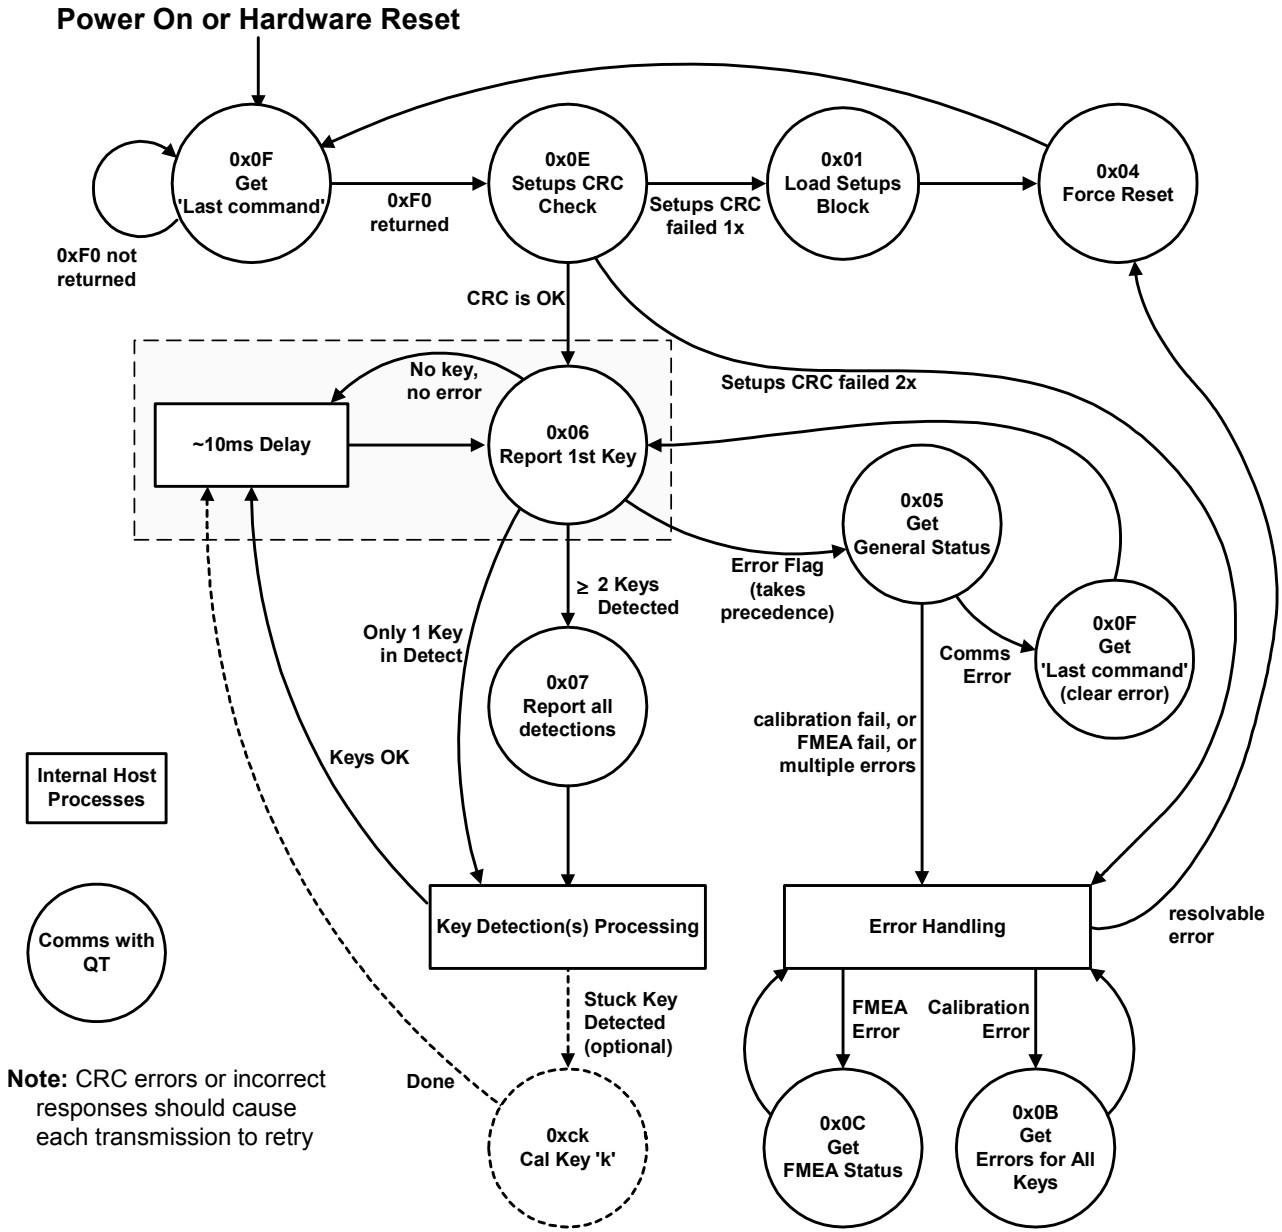 Power On or Hardware Reset
0x0F
Get
'Last command'
0xF0 not
returned
0xF0
returned
0x0E
Setups CRC
Check
Setups CRC
failed 1x
0x01
Load Setups
Block
0x04
Force Reset
CRC is OK
Setups CRC failed 2x
No key,
no error
~10ms Delay
0x06
Report 1st Key
0x05
Get
General Status
Error Flag
(takes
precedence)
≥ 2 Keys
Detected
Only 1 Key
in Detect
0x07
Report all
detections
Comms
Error
0x0F
Get
'Last command'
(clear error)
calibration fail, or
FMEA fail, or
multiple errors
Keys OK
Internal Host
Processes
Key Detection(s) Processing
Error Handling
resolvable
error
Comms with
QT
Stuck Key
Detected
(optional)
FMEA
Error
Calibration
Error
Done
Note: CRC errors or incorrect
responses should cause
each transmission to retry
0xck
Cal Key 'k'
0x0C
Get
FMEA Status
0x0B
Get
Errors for All
Keys